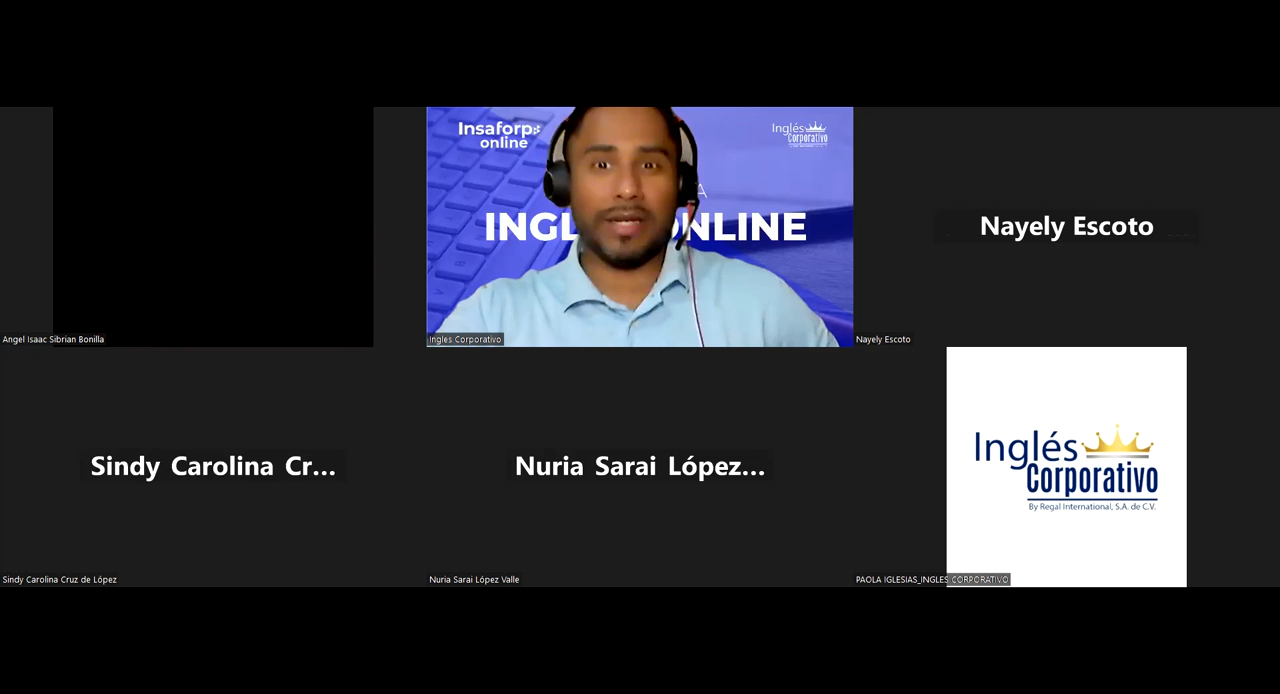 Insaforp
online
Inglés
Corporativo
A
INGL ONLINE
Nayely Escoto
Angel Isaac Sibrian Bonilla
Ingles Corporativo
Nayely Escoto
Sindy Carolina Cr...
Nuria Sarai López...
Inglés
Corporativo
By Regal International, S.A. de C.V.
Sindy Carolina Cruz de López
Nuria Sarai López Valle
PAOLA IGLESIAS_INGLES CORPORATIVO